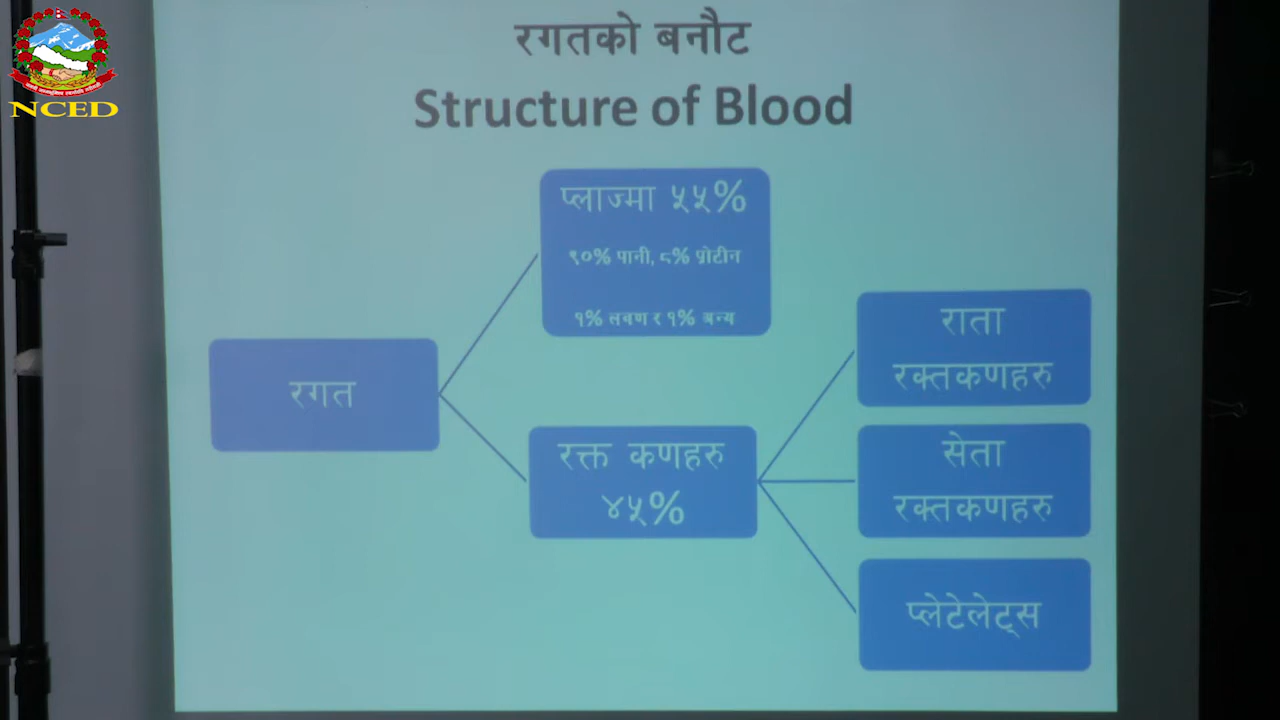 NCED
रगतको बनौट
Structure of Blood
प्लाज्मा ५५%
९०% पानी, ८% प्रोटीन
१% लवण र १% अन्य
रगत
रक्त कणहरु
४५%
राता
रक्तकणहरु
सेता
रक्तकणहरु
प्लेटेलेट्स